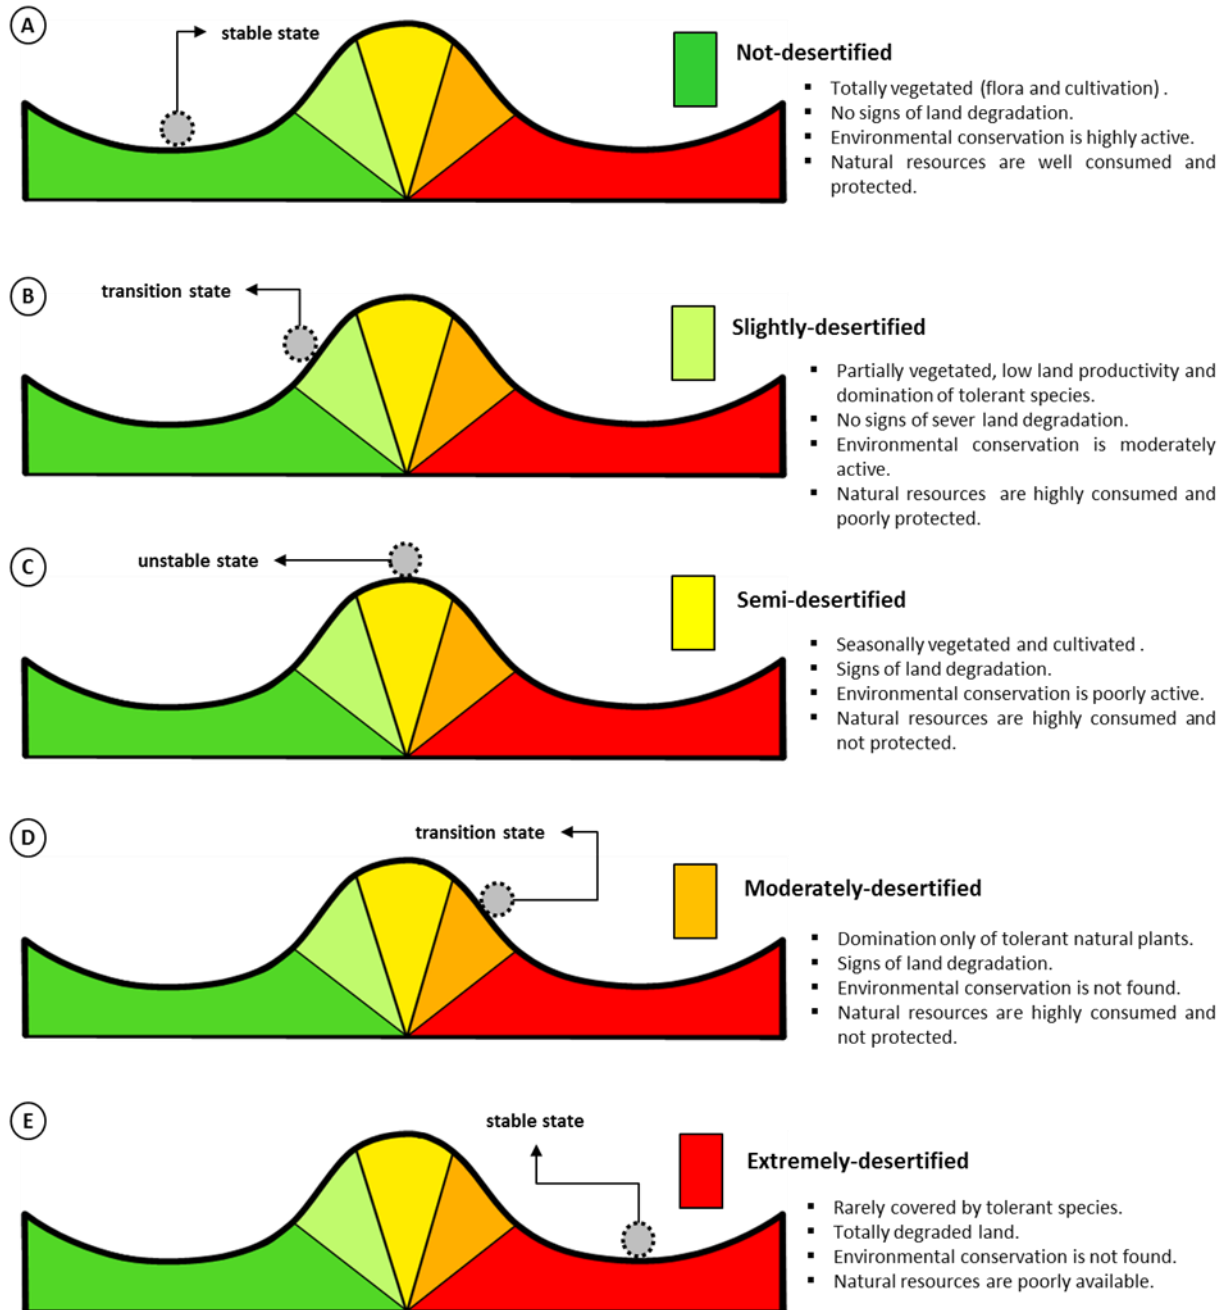 A
stable state
Not-desertified
▪ Totally vegetated (flora and cultivation) .
▪ No signs of land degradation.
▪ Environmental conservation is highly active.
▪ Natural resources are well consumed and
protected.
B
transition state
Slightly-desertified
▪ Partially vegetated, low land productivity and
domination of tolerant species.
▪ No signs of sever land degradation.
▪ Environmental conservation is moderately
active.
▪ Natural resources are highly consumed and
poorly protected.
C
unstable state
Semi-desertified
▪ Seasonally vegetated and cultivated .
▪ Signs of land degradation.
▪ Environmental conservation is poorly active.
▪ Natural resources are highly consumed and
not protected.
D
transition state
Moderately-desertified
▪ Domination only of tolerant natural plants.
▪ Signs of land degradation.
▪ Environmental conservation is not found.
▪ Natural resources are highly consumed and
not protected.
E
stable state
Extremely-desertified
▪ Rarely covered by tolerant species.
▪ Totally degraded land.
▪ Environmental conservation is not found.
▪ Natural resources are poorly available.